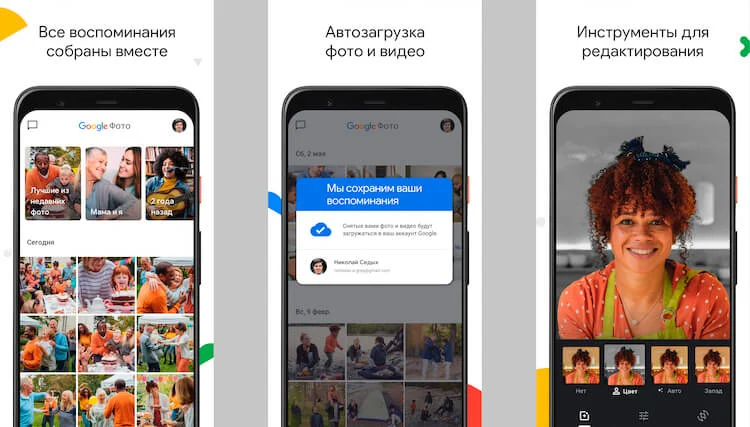 Все воспоминания
собраны вместе
Google Фото
Лучшие из
недавних
фото
Мама и я
2 года
назад
Сегодня
Автозагрузка
фото и видео
Google Фото
Сб, 2 мая
Мы сохраним ваши
воспоминания
Снятые вами фото и видео будут
загружаться в ваш аккаунт Google.
Николай Седых
Вс, 9 февр.
Инструменты для
редактирования
Нет
Цвет
Авто
Запад